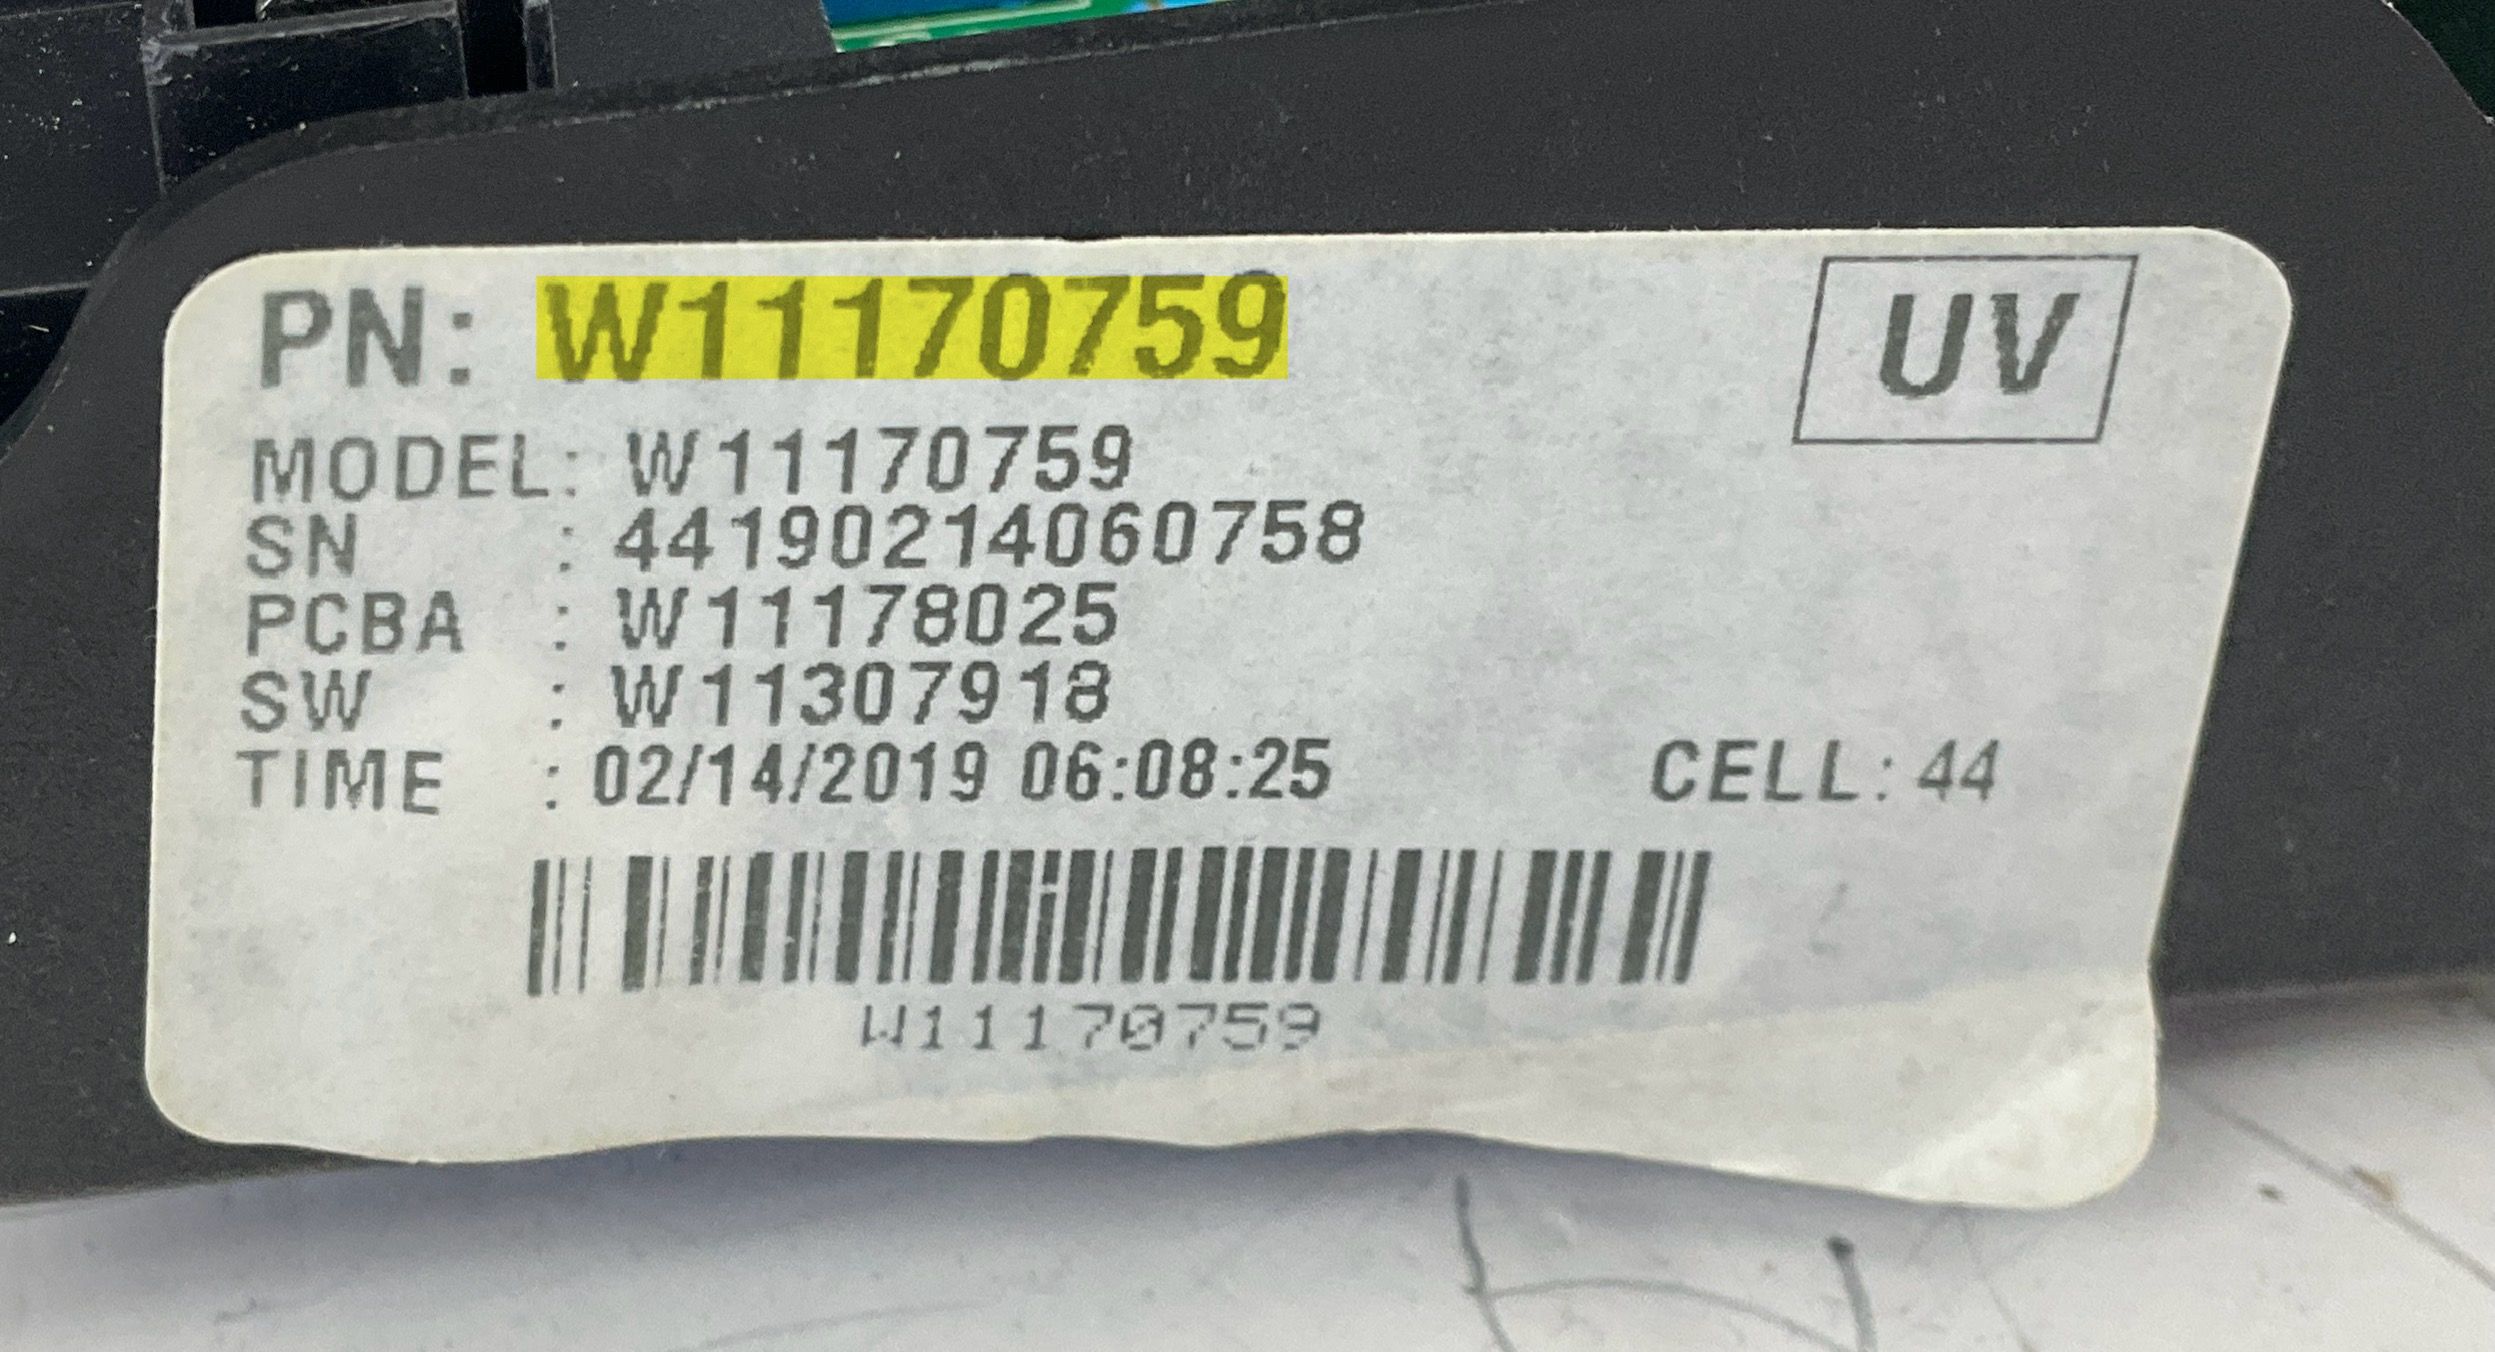 PN: W11170759
UV
MODEL: W11170759
SN : 44190214060758
PCBA : W11178025
SW : W11307918
TIME : 02/14/2019 06:08:25 CELL: 44
W11170759